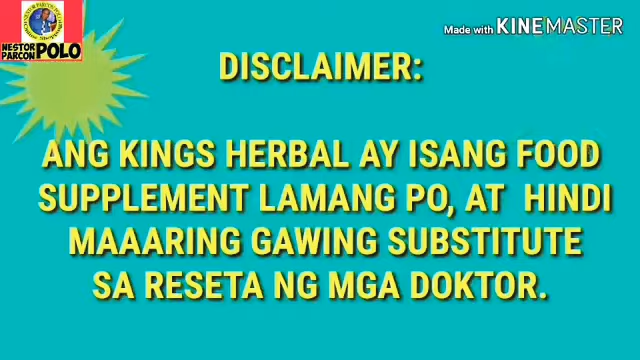 NESTOR
PARCON POLO
Made with KINEMASTER
DISCLAIMER:
ANG KINGS HERBAL AY ISANG FOOD
SUPPLEMENT LAMANG PO, AT HINDI
MAAARING GAWING SUBSTITUTE
SA RESETA NG MGA DOKTOR.